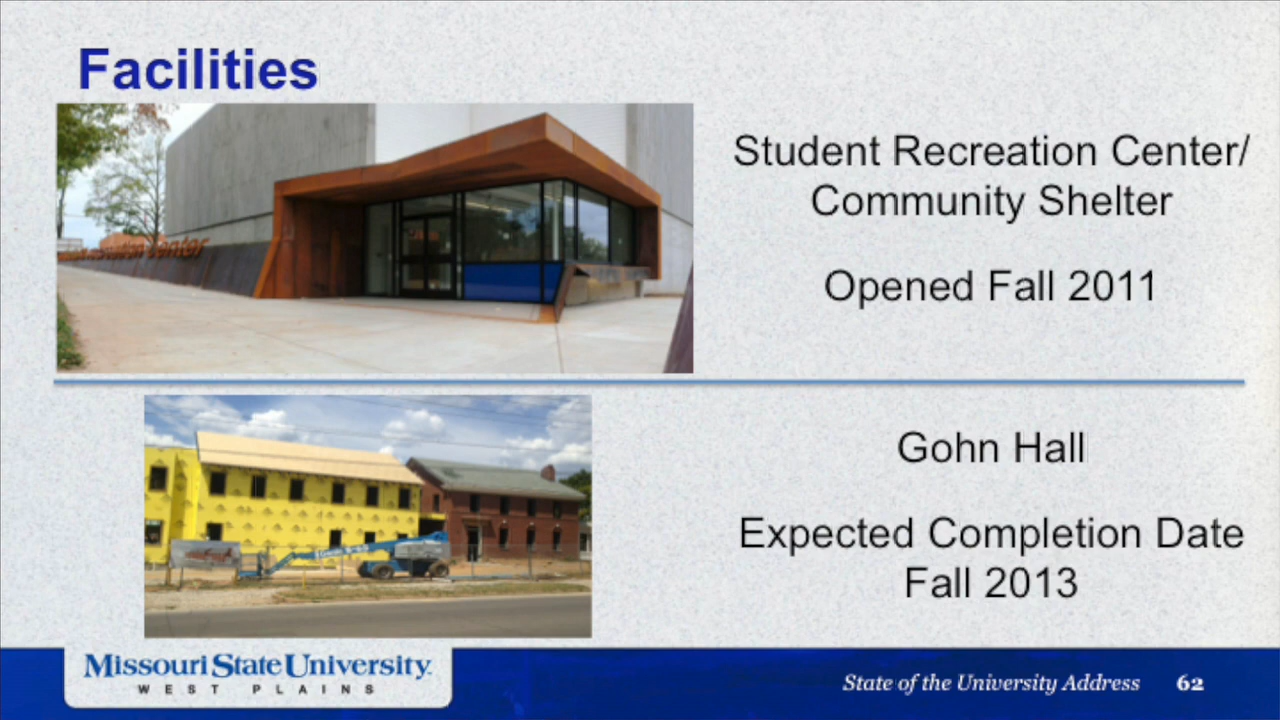 Facilities
Student Recreation Center/
Community Shelter
Opened Fall 2011
Center
Gohn Hall
Expected Completion Date
Fall 2013
Missouri State University
WEST PLAINS
State of the University Address 62